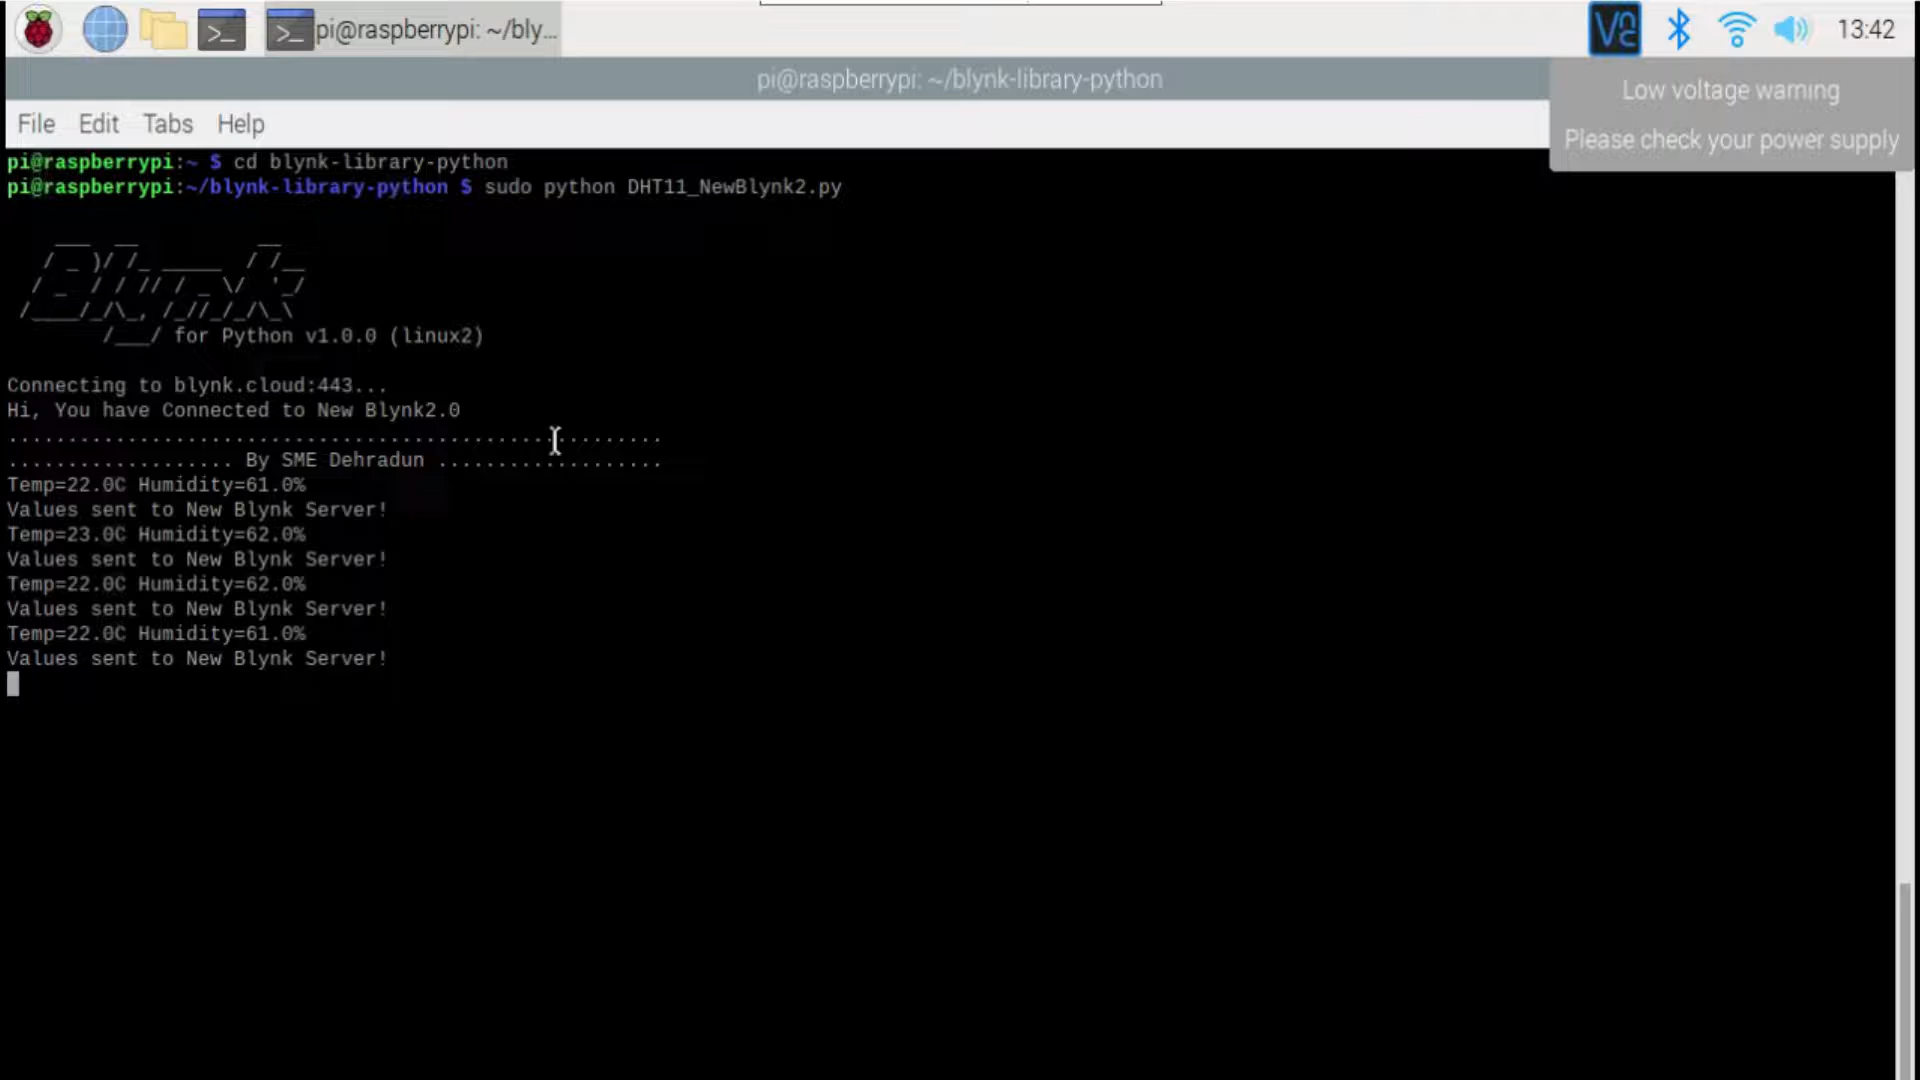 pi@raspberrypi: ~/bly...
13:42
pi@raspberrypi: ~/blynk-library-python
Low voltage warning
Please check your power supply
File Edit Tabs Help
pi@raspberrypi:~ $ cd blynk-library-python
pi@raspberrypi:~/blynk-library-python $ sudo python DHT11_NewBlynk2.py
Blynk
for Python v1.0.0 (linux2)
Connecting to blynk.cloud:443...
Hi, You have Connected to New Blynk2.0
.......................................................
................... By SME Dehradun ...................
Temp=22.0C Humidity=61.0%
Values sent to New Blynk Server!
Temp=23.0C Humidity=62.0%
Values sent to New Blynk Server!
Temp=22.0C Humidity=62.0%
Values sent to New Blynk Server!
Temp=22.0C Humidity=61.0%
Values sent to New Blynk Server!